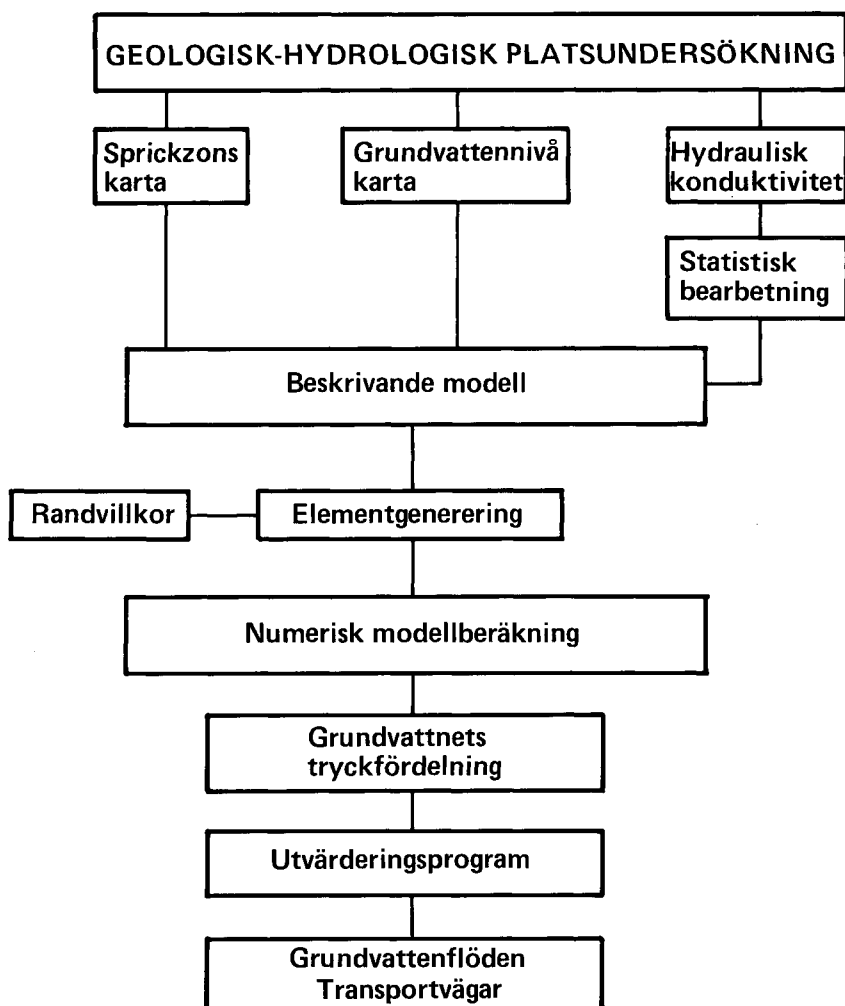 GEOLOGISK-HYDROLOGISK PLATSUNDERSÖKNING
Sprickzons
karta
Grundvattennivå
karta
Hydraulisk
konduktivitet
Statistisk
bearbetning
Beskrivande modell
Randvillkor
Elementgenerering
Numerisk modellberäkning
Grundvattnets
tryckfördelning
Utvärderingsprogram
Grundvattenflöden
Transportvägar